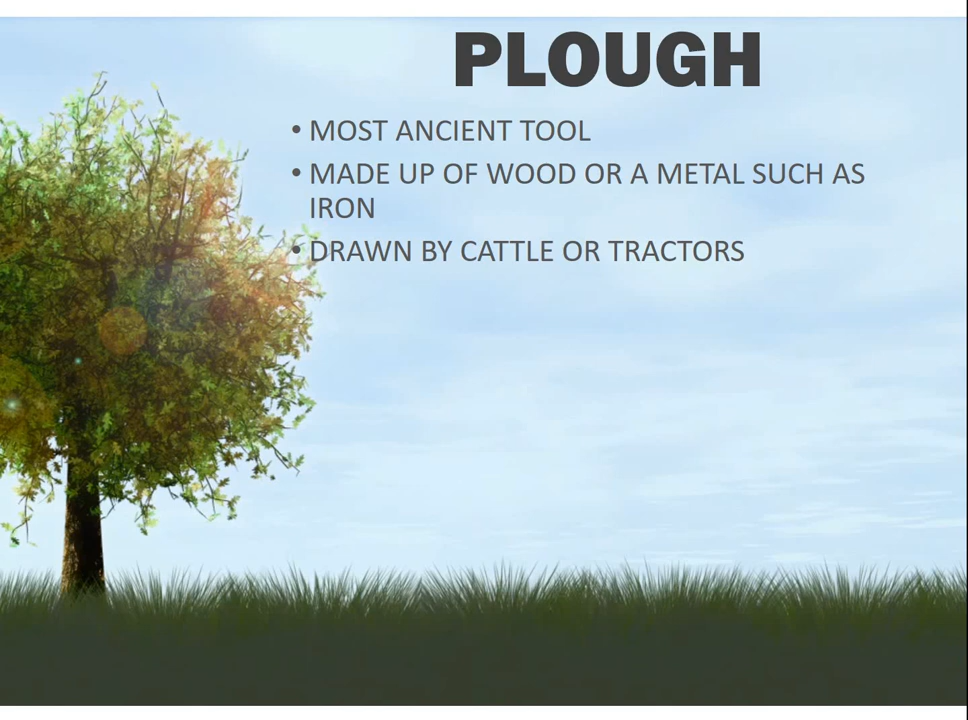 PLOUGH
• MOST ANCIENT TOOL
• MADE UP OF WOOD OR A METAL SUCH AS
IRON
• DRAWN BY CATTLE OR TRACTORS